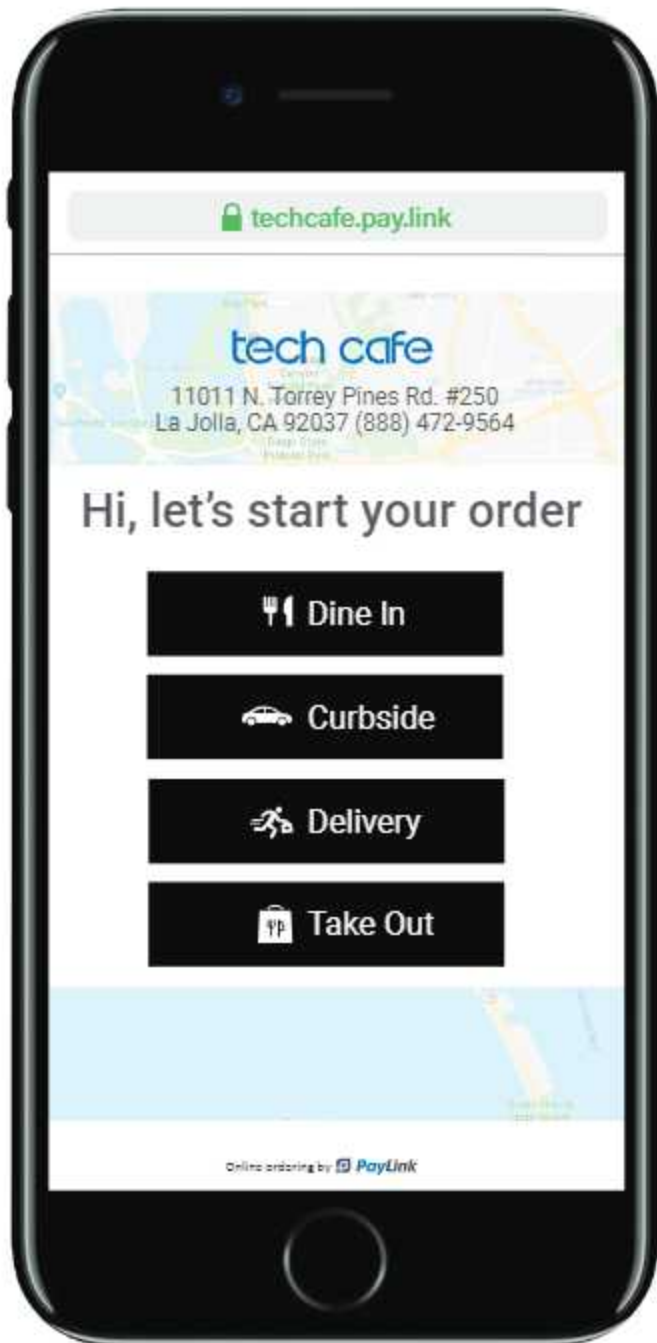 techcafe.pay.link
tech cafe
11011 N. Torrey Pines Rd. #250
La Jolla, CA 92037 (888) 472-9564
Hi, let's start your order
Dine In
Curbside
Delivery
Take Out
Online ordering by PayLink